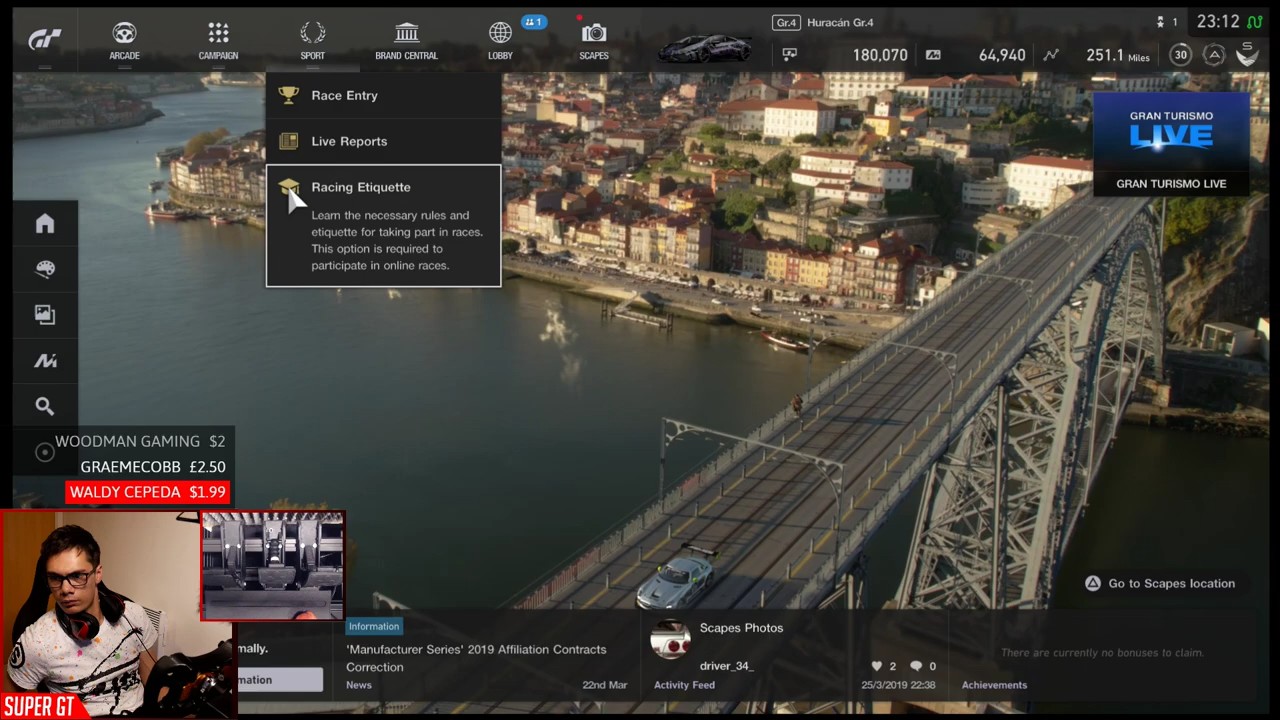 ARCADE
CAMPAIGN
SPORT
BRAND CENTRAL
LOBBY
1
SCAPES
Gr.4 Huracán Gr.4
1
23:12
180,070
64,940
251.1 Miles
30
S
Race Entry
Live Reports
Racing Etiquette
Learn the necessary rules and
etiquette for taking part in races.
This option is required to
participate in online races.
GRAN TURISMO
LIVE
GRAN TURISMO LIVE
WOODMAN GAMING $2
GRAEMECOBB £2.50
WALDY CEPEDA $1.99
Go to Scapes location
mally.
mation
Information
'Manufacturer Series' 2019 Affiliation Contracts
Correction
News
22nd Mar
Scapes Photos
driver_34_
Activity Feed
2
0
25/3/2019 22:38
There are currently no bonuses to claim.
Achievements
SUPER GT